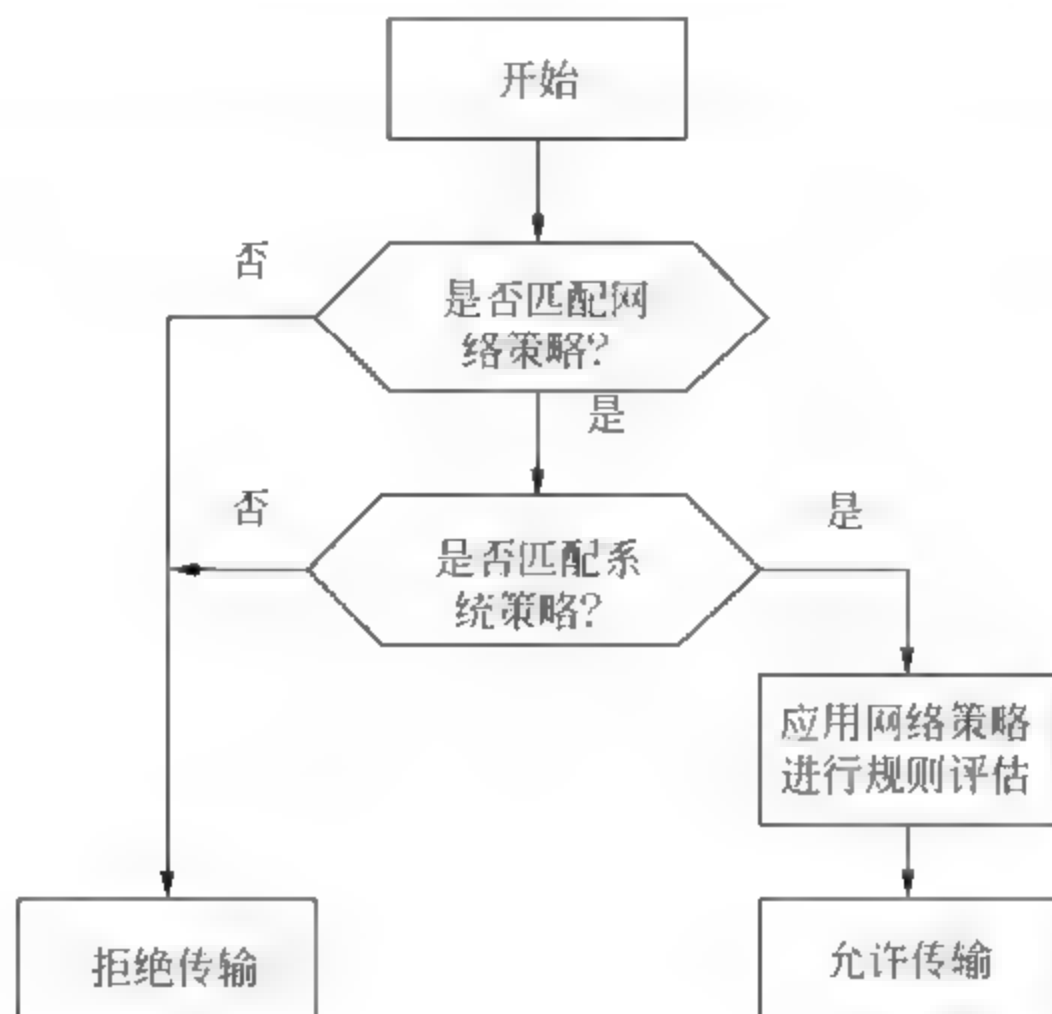 开始
否
是否匹配网
络策略?
是
否
是
是否匹配系
统策略?
应用网络策略
进行规则评估
拒绝传输
允许传输